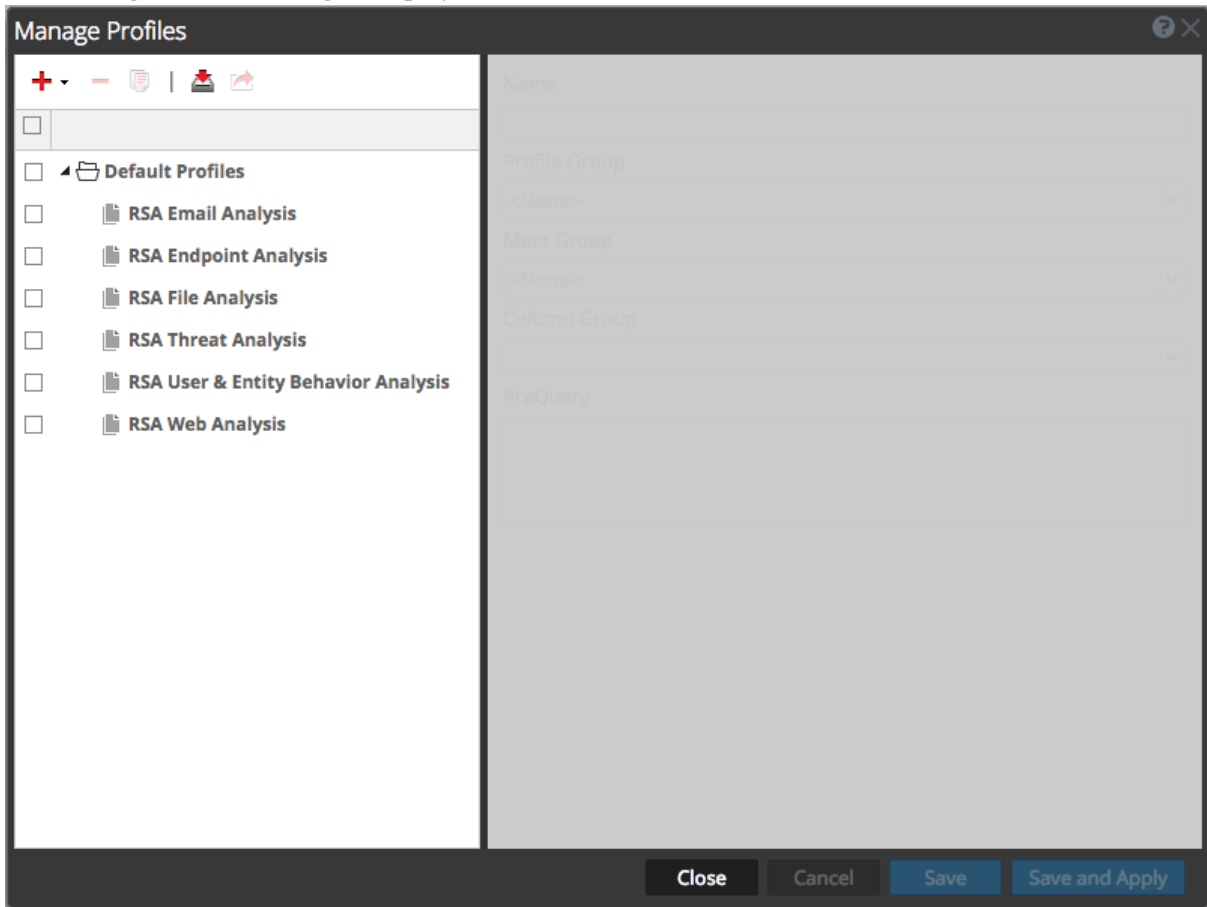 Manage Profiles
Name
Profile Group
<None>
Meta Group
<None>
Column Group
PreQuery
Default Profiles
RSA Email Analysis
RSA Endpoint Analysis
RSA File Analysis
RSA Threat Analysis
RSA User & Entity Behavior Analysis
RSA Web Analysis
Close Cancel Save Save and Apply